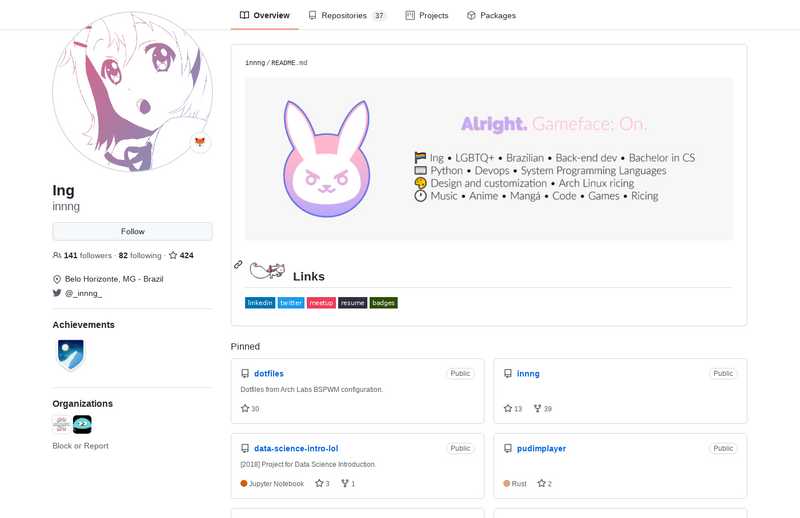 Overview
Repositories 37
Projects
Packages
Ing
innng
Follow
141 followers · 82 following · 424
Belo Horizonte, MG - Brazil
@_innng_
Achievements
Organizations
Block or Report
innng / README.md
Alright. Gameface: On.
Ing • LGBTQ+ • Brazilian • Back-end dev • Bachelor in CS
Python • Devops • System Programming Languages
Design and customization • Arch Linux ricing
Music • Anime • Mangá • Code • Games • Ricing
Links
linkedin twitter meetup resume badges
Pinned
dotfiles Public
Dotfiles from Arch Labs BSPWM configuration.
30
innng Public
13 39
data-science-intro-lol Public
[2018] Project for Data Science Introduction.
Jupyter Notebook 3 1
pudimplayer Public
Rust 2